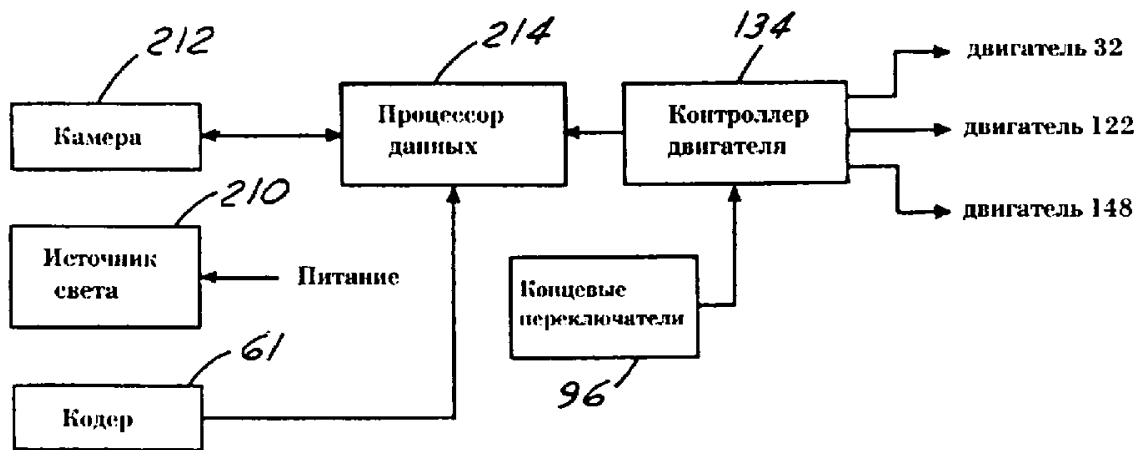 212
214
134
двигатель 32
Камера
Процессор
данных
Контроллер
двигателя
двигатель 122
210
двигатель 148
Источник
света
Питание
Концевые
переключатели
61
96
Кодер